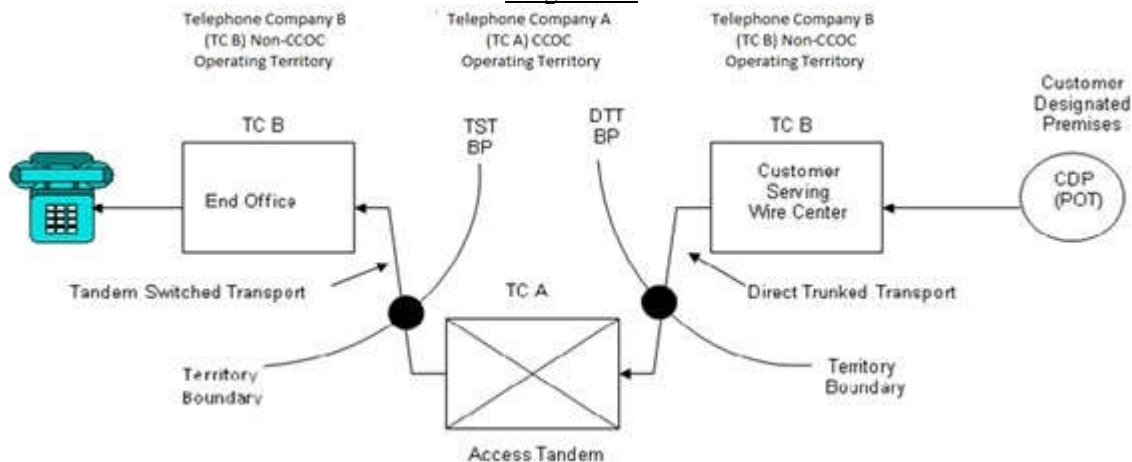 Telephone Company B
(TC B) Non-CCOC
Operating Territory
Telephone Company A
(TC A) CCOC
Operating Territory
Telephone Company B
(TC B) Non-CCOC
Operating Territory
Customer
Designated
Premises
TC B
TST
BP
DTT
BP
TC B
End Office
Customer
Serving
Wire Center
CDP
(POT)
Tandem Switched Transport
TC A
Direct Trunked Transport
Territory
Boundary
Territory
Boundary
Access Tandem